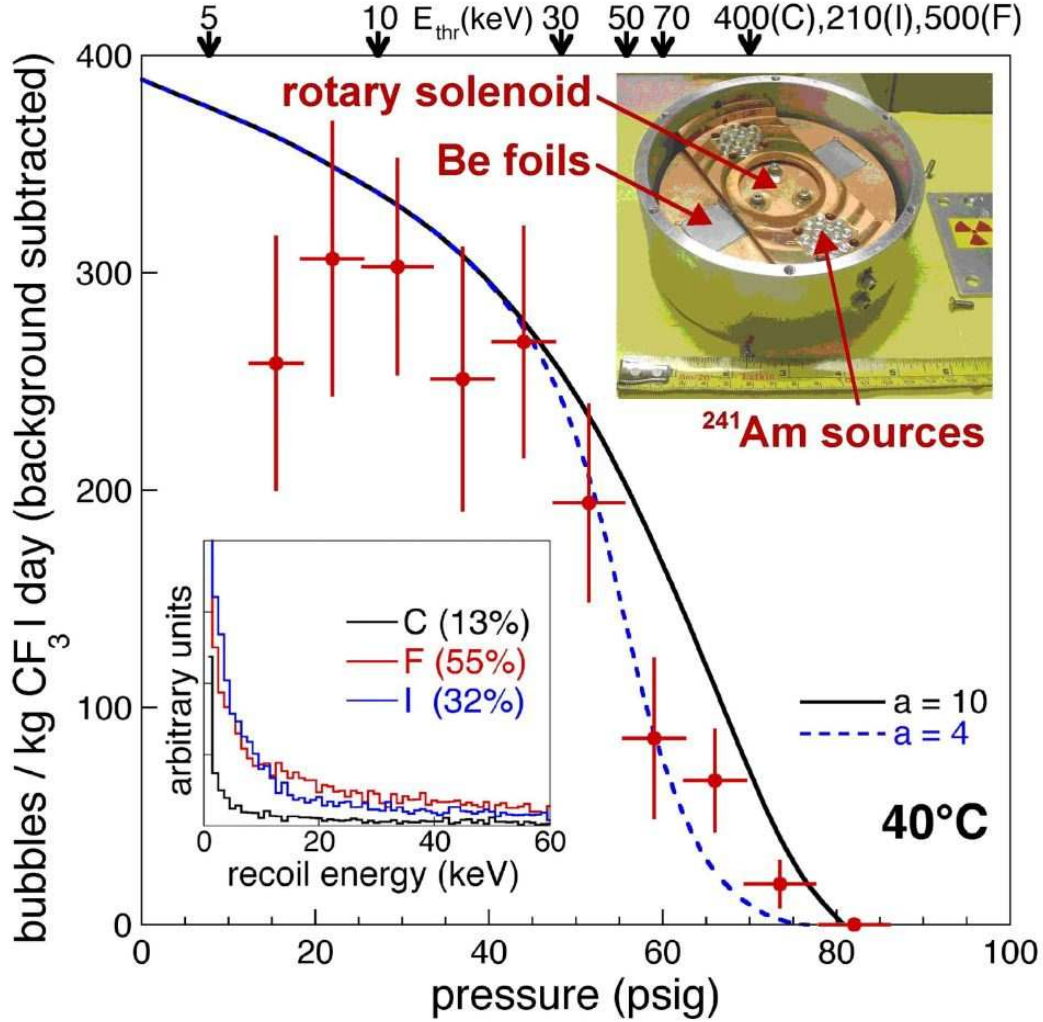 5 10 E_thr(keV) 30 50 70 400(C),210(I),500(F)
400
300
200
100
0
bubbles / kg CF₃I day (background subtracted)
rotary solenoid
Be foils
²⁴¹Am sources
arbitrary units
C (13%)
F (55%)
I (32%)
0 20 40 60
recoil energy (keV)
a = 10
a = 4
40°C
0 20 40 60 80 100
pressure (psig)